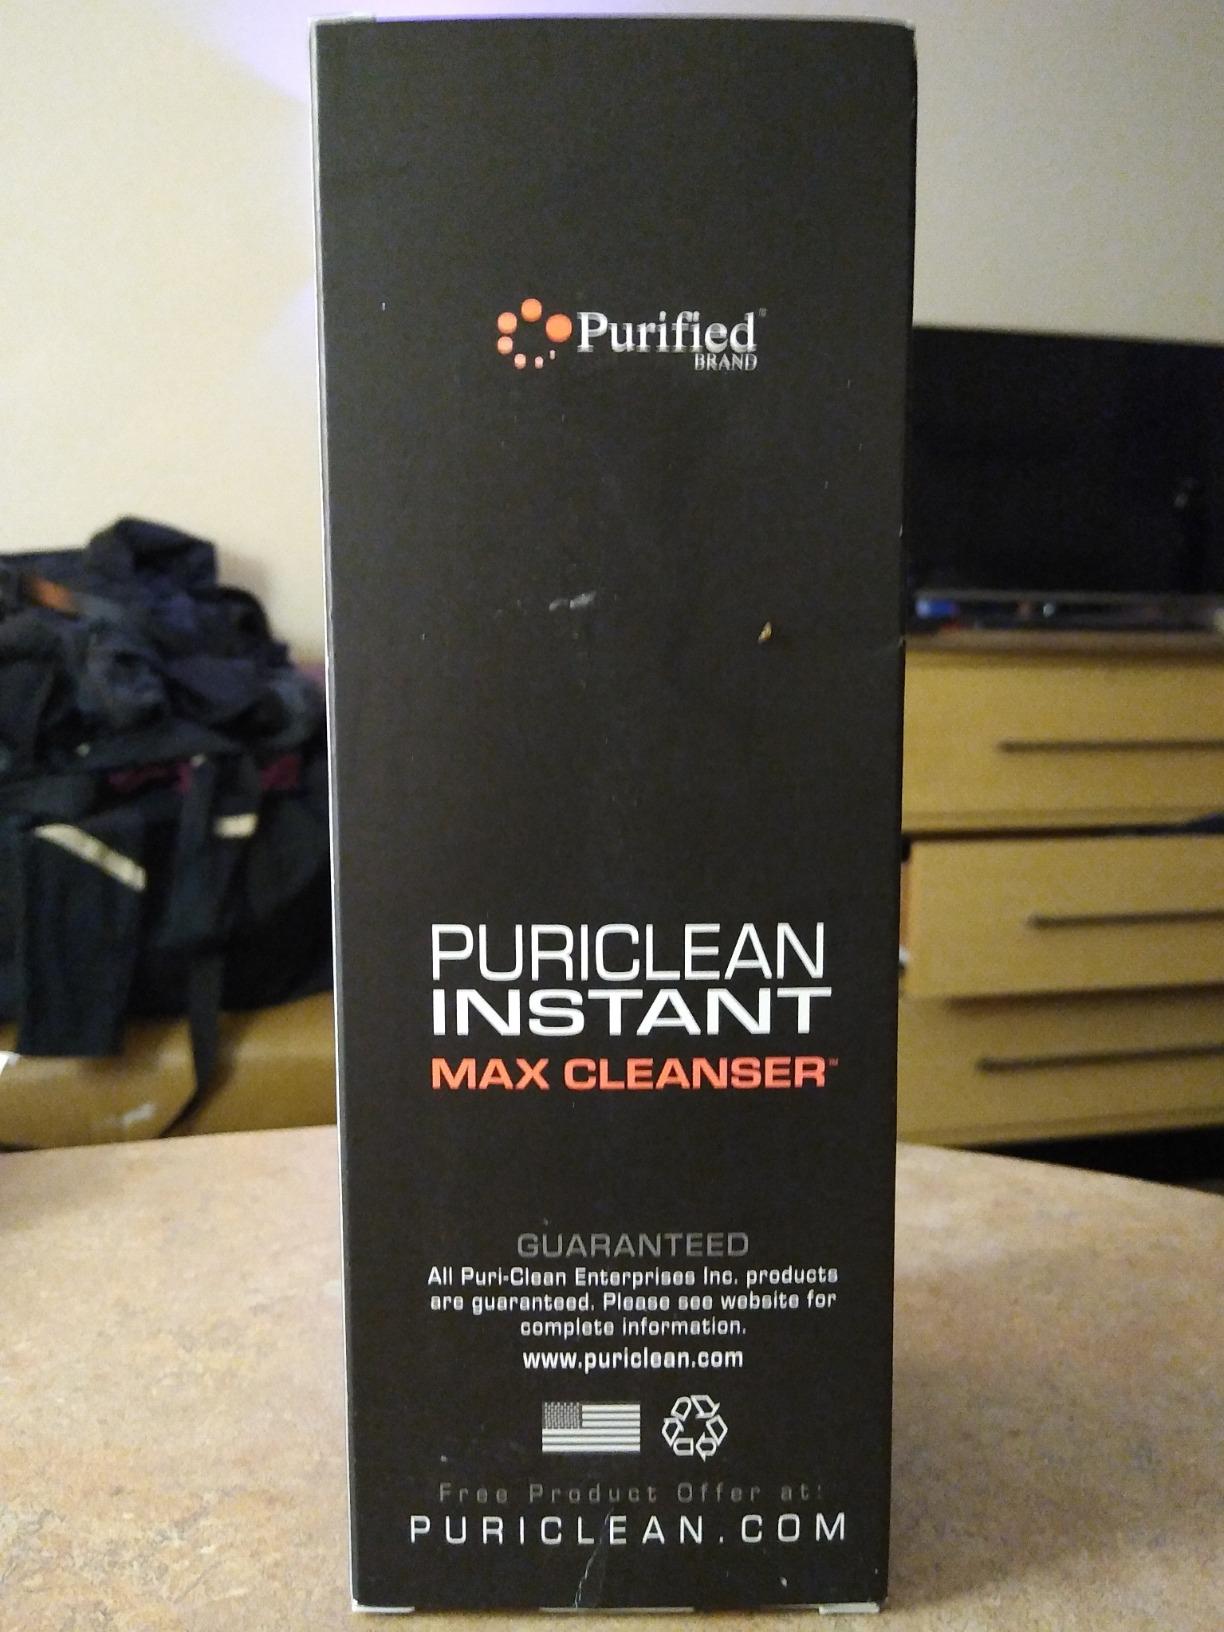 Purified™
BRAND
PURICLEAN
INSTANT
MAX CLEANSER™
GUARANTEED
All Puri-Clean Enterprises Inc. products
are guaranteed. Please see website for
complete information.
www.puriclean.com
Free Product Offer at:
PURICLEAN.COM